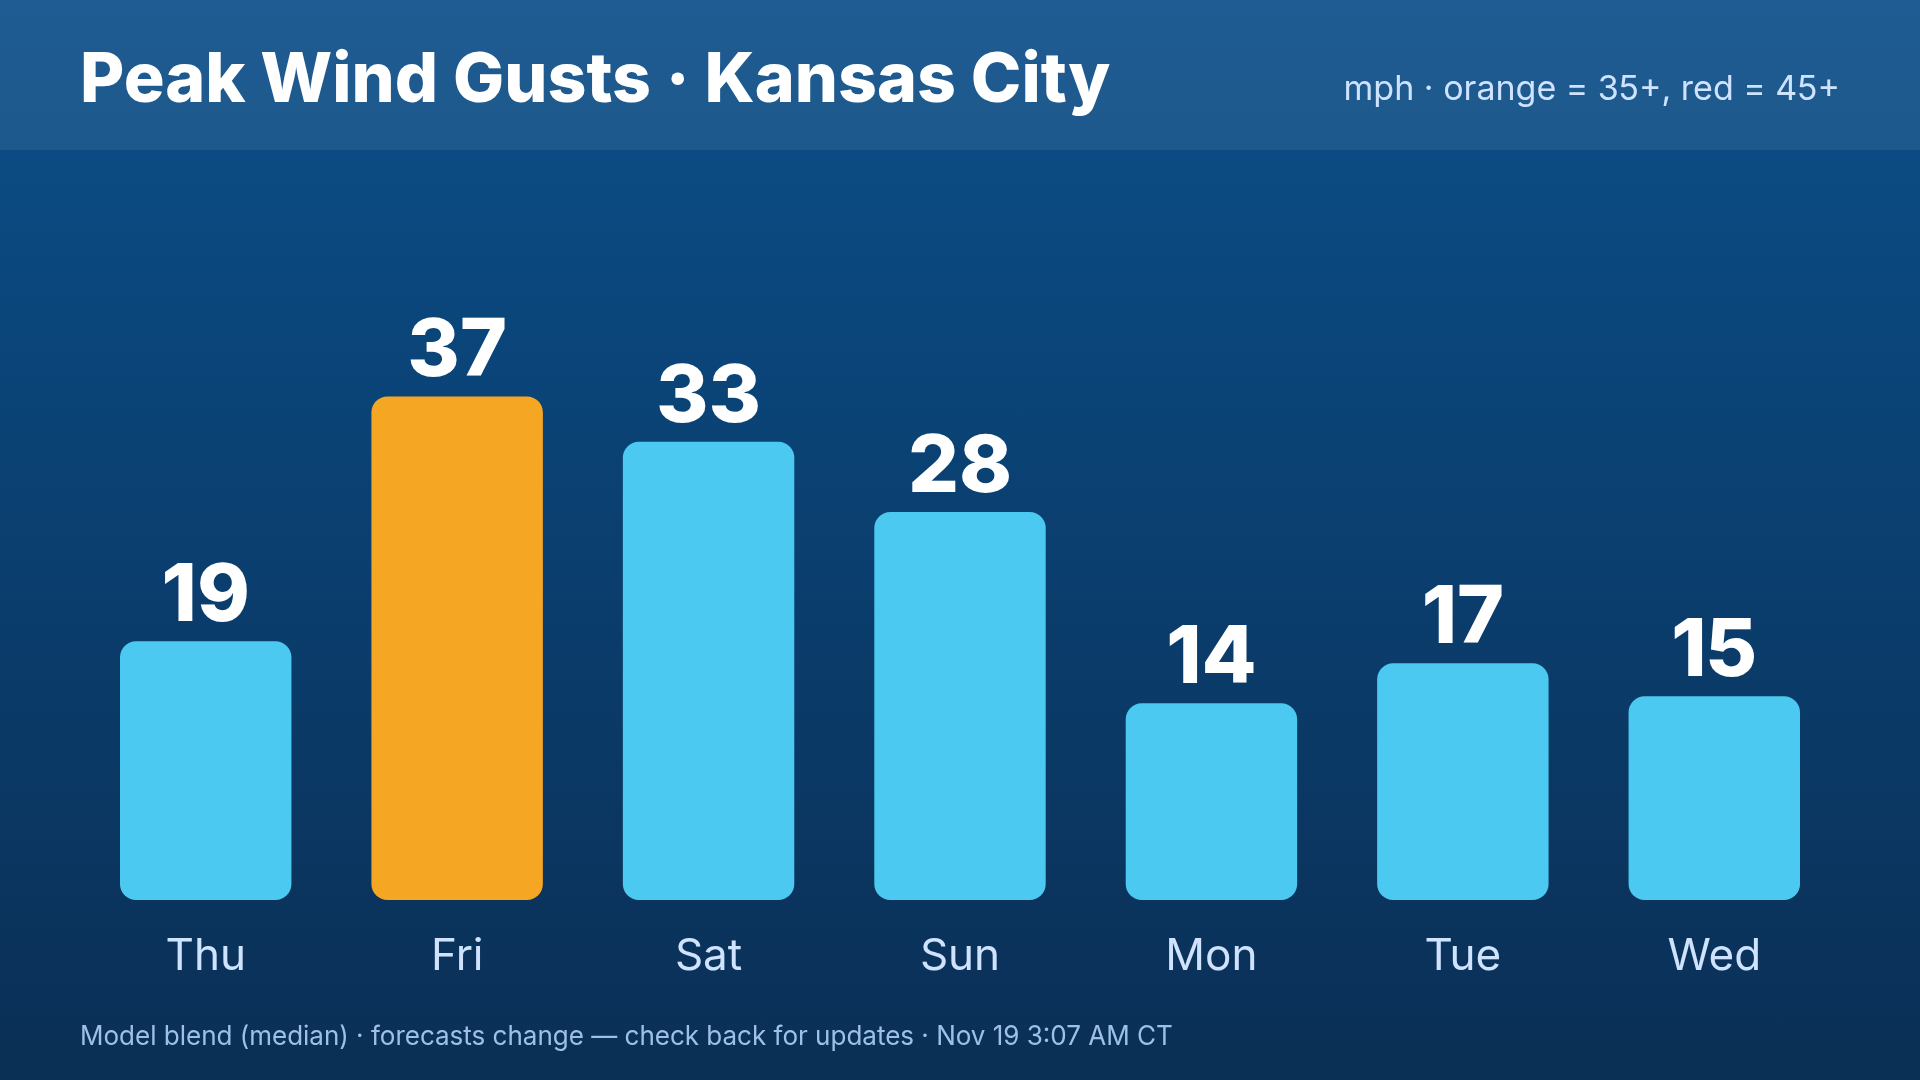 Peak Wind Gusts · Kansas City
mph · orange = 35+, red = 45+
37
33
28
19
17
15
14
Thu Fri Sat Sun Mon Tue Wed
Model blend (median) · forecasts change — check back for updates · Nov 19 3:07 AM CT